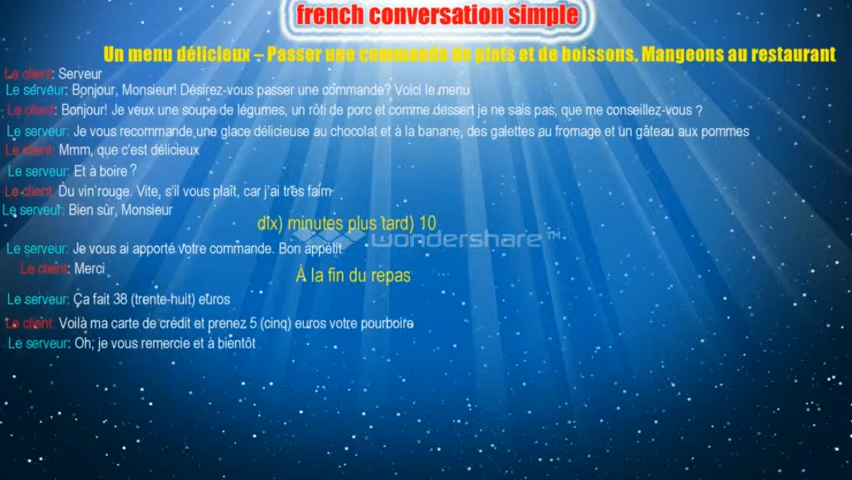 french conversation simple
Un menu délicieux – Passer une commande de plats et de boissons. Mangeons au restaurant
Le client: Serveur
Le serveur: Bonjour, Monsieur! Désirez-vous passer une commande? Voici le menu
Le client: Bonjour! Je veux une soupe de légumes, un rôti de porc et comme dessert je ne sais pas, que me conseillez-vous ?
Le serveur: Je vous recommande une glace délicieuse au chocolat et à la banane, des galettes au fromage et un gâteau aux pommes
Le client: Mmm, que c'est délicieux
Le serveur: Et à boire ?
Le client: Du vin rouge. Vite, s'il vous plaît, car j'ai très faim
Le serveur: Bien sûr, Monsieur
dix) minutes plus tard) 10
wondershare™
Le serveur: Je vous ai apporté votre commande. Bon appétit
Le client: Merci
À la fin du repas
Le serveur: Ça fait 38 (trente-huit) euros
Le client: Voilà ma carte de crédit et prenez 5 (cinq) euros votre pourboire
Le serveur: Oh, je vous remercie et à bientôt